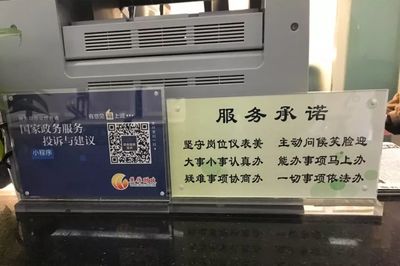 国家政务服务
投诉与建议
小程序
服务承诺
坚守岗位仪表美 主动问候笑脸迎
大事小事认真办 能办事项马上办
疑难事项协商办 一切事项依法办